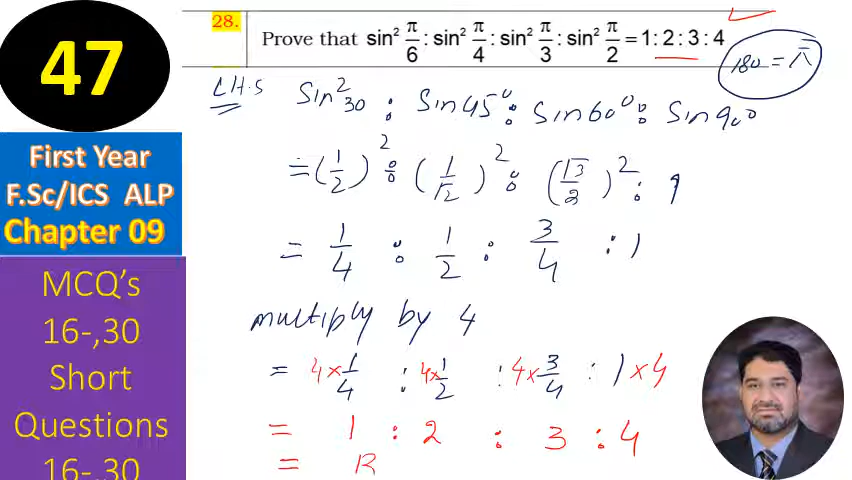 47
First Year
F.Sc/ICS ALP
Chapter 09
MCQ's
16-,30
Short
Questions
16-30
28.
Prove that sin² π/6 : sin² π/4 : sin² π/3 : sin² π/2 = 1 : 2 : 3 : 4
180 = π
L.H.S
Sin²30 : Sin45° : Sin60° : Sin90°
= (1/2)² : (1/√2)² : (√3/2)² : 1
= 1/4 : 1/2 : 3/4 : 1
multiply by 4
= 4×1/4 : 4×1/2 : 4×3/4 : 1×4
= 1 : 2 : 3 : 4
= R